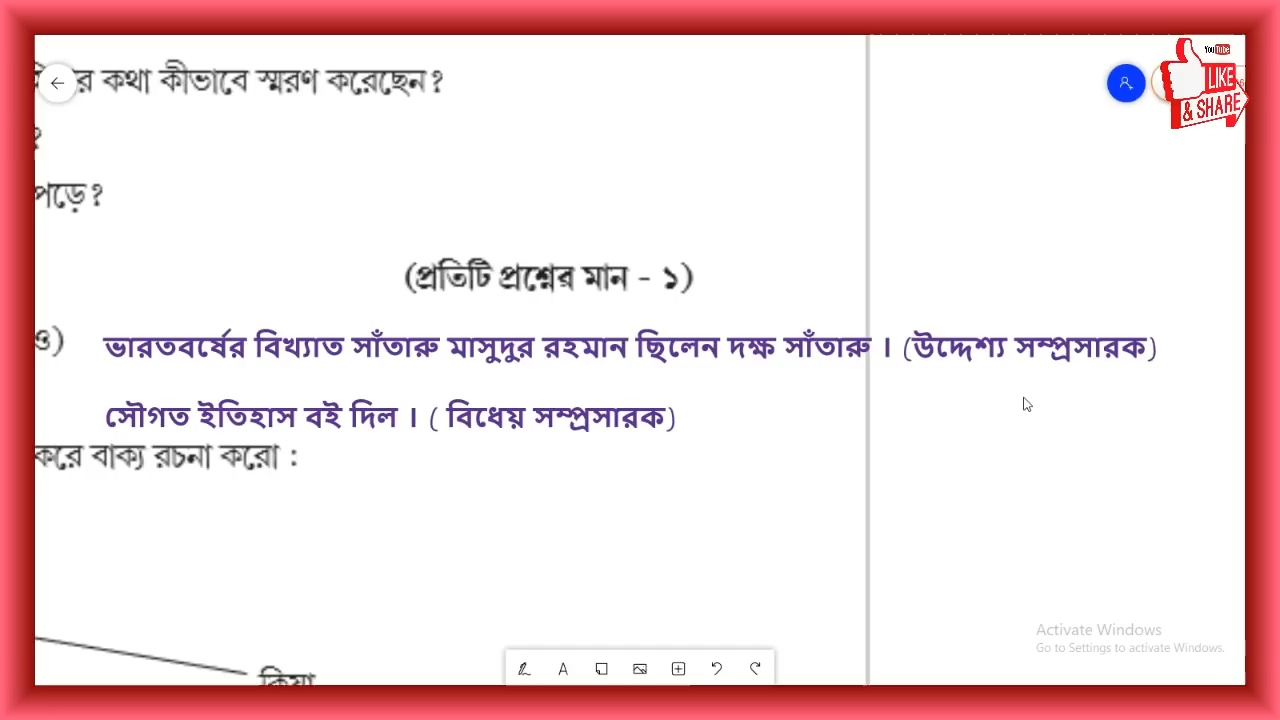 র কথা কীভাবে স্মরণ করেছেন?
?
পড়ে?
(প্রতিটি প্রশ্নের মান - ১)
ও) ভারতবর্ষের বিখ্যাত সাঁতারু মাসুদুর রহমান ছিলেন দক্ষ সাঁতারু । (উদ্দেশ্য সম্প্রসারক)
সৌগত ইতিহাস বই দিল । ( বিধেয় সম্প্রসারক)
করে বাক্য রচনা করো :
ক্রিয়া
YouTube
LIKE
& SHARE
Activate Windows
Go to Settings to activate Windows.
A